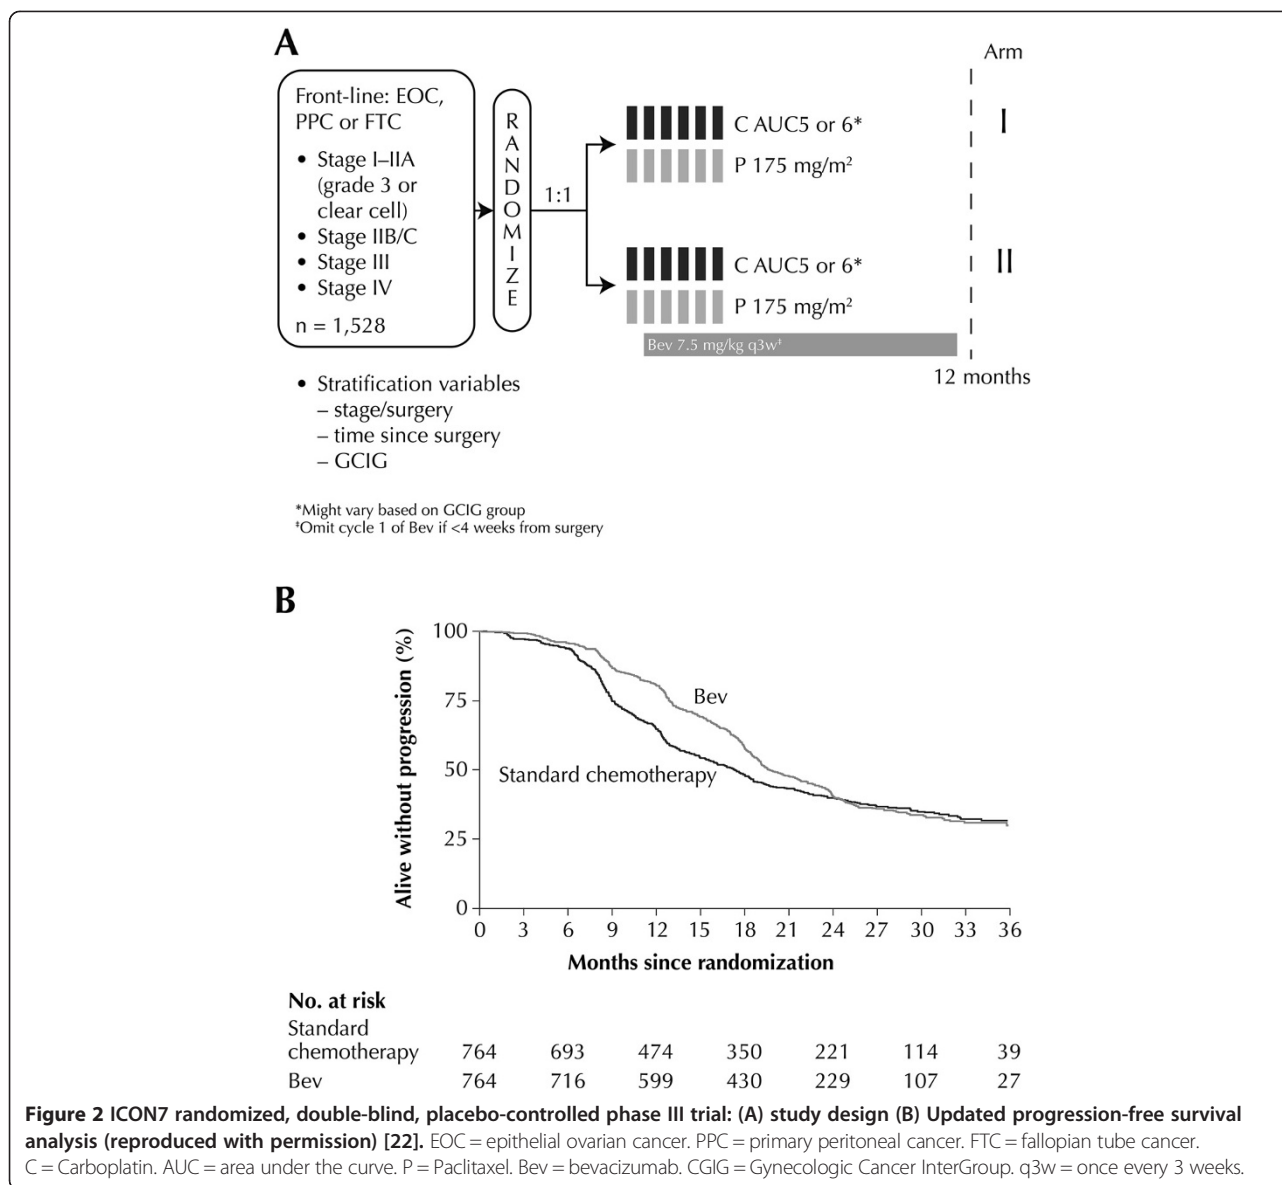 A
Front-line: EOC,
PPC or FTC
• Stage I–IIA
(grade 3 or
clear cell)
• Stage IIB/C
• Stage III
• Stage IV
n = 1,528
RANDOMIZE
1:1
C AUC5 or 6*
P 175 mg/m²
C AUC5 or 6*
P 175 mg/m²
Bev 7.5 mg/kg q3w‡
Arm
I
II
12 months
• Stratification variables
– stage/surgery
– time since surgery
– GCIG
*Might vary based on GCIG group
‡Omit cycle 1 of Bev if <4 weeks from surgery
B
Alive without progression (%)
100
75
50
25
0
Bev
Standard chemotherapy
0 3 6 9 12 15 18 21 24 27 30 33 36
Months since randomization
No. at risk
Standard
chemotherapy 764 693 474 350 221 114 39
Bev 764 716 599 430 229 107 27
Figure 2 ICON7 randomized, double-blind, placebo-controlled phase III trial: (A) study design (B) Updated progression-free survival
analysis (reproduced with permission) [22]. EOC = epithelial ovarian cancer. PPC = primary peritoneal cancer. FTC = fallopian tube cancer.
C = Carboplatin. AUC = area under the curve. P = Paclitaxel. Bev = bevacizumab. CGIG = Gynecologic Cancer InterGroup. q3w = once every 3 weeks.